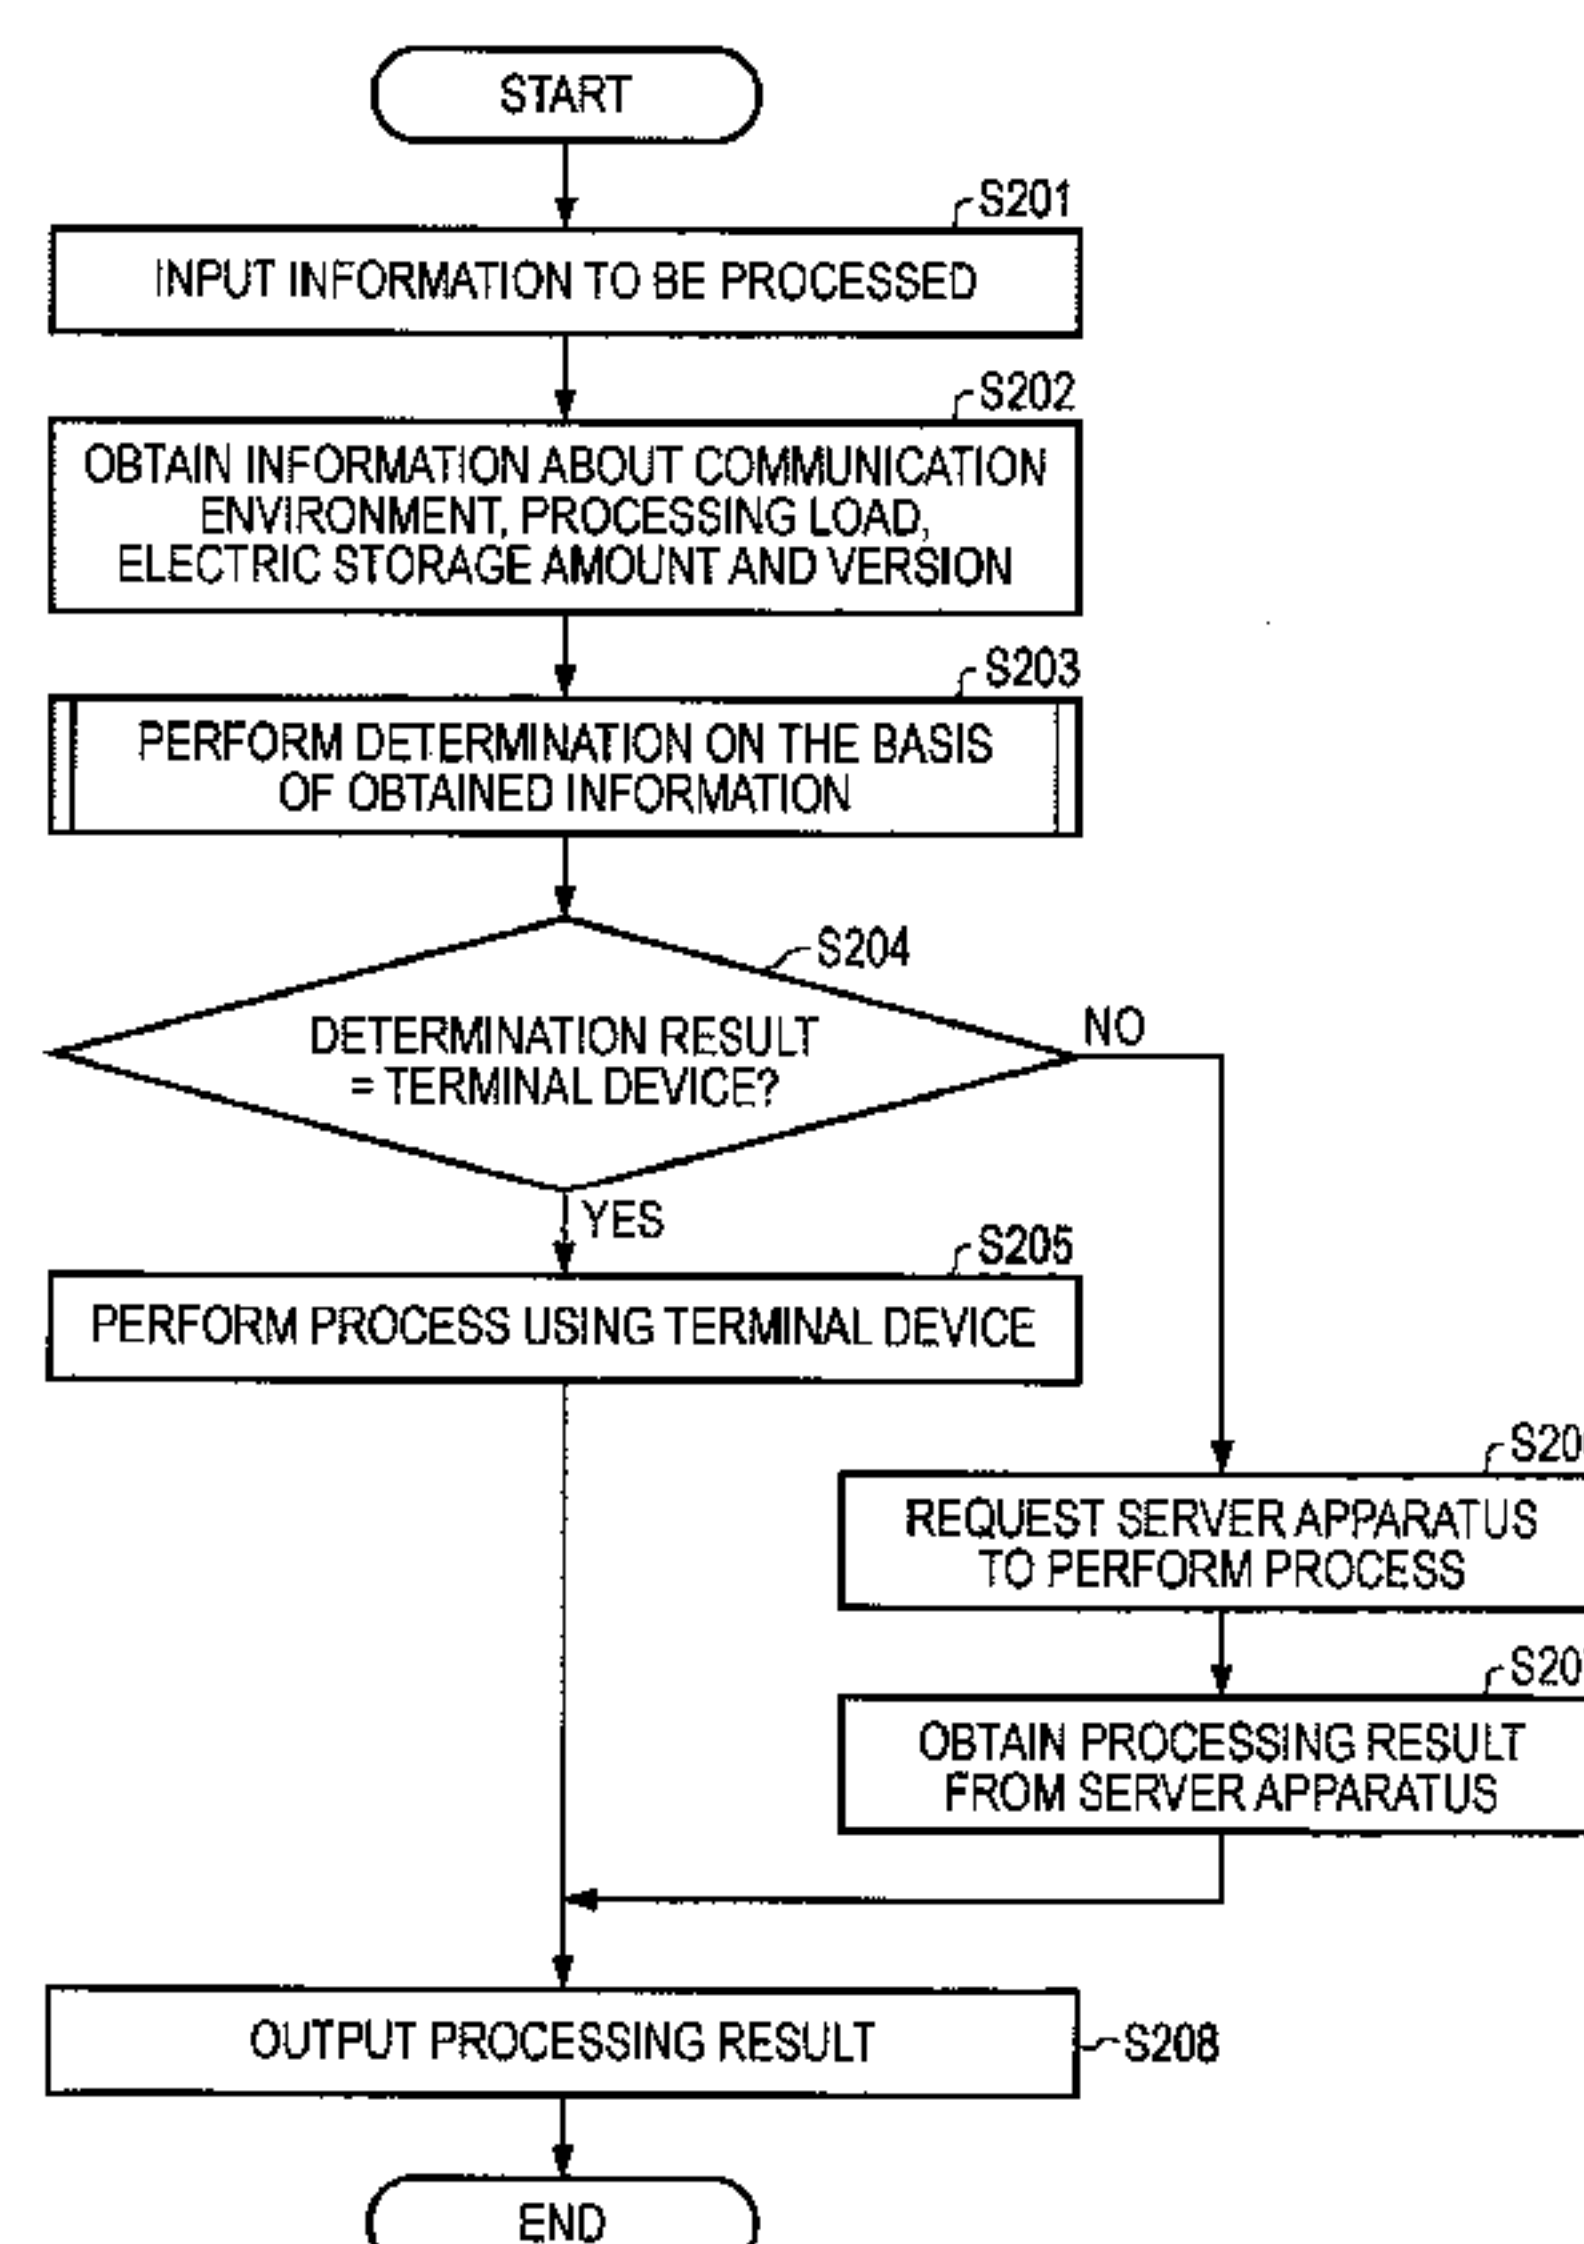 START
S201
INPUT INFORMATION TO BE PROCESSED
S202
OBTAIN INFORMATION ABOUT COMMUNICATION
ENVIRONMENT, PROCESSING LOAD,
ELECTRIC STORAGE AMOUNT AND VERSION
S203
PERFORM DETERMINATION ON THE BASIS
OF OBTAINED INFORMATION
S204
DETERMINATION RESULT
= TERMINAL DEVICE?
NO
YES
S205
PERFORM PROCESS USING TERMINAL DEVICE
REQUEST SERVER APPARATUS
TO PERFORM PROCESS
OBTAIN PROCESSING RESULT
FROM SERVER APPARATUS
OUTPUT PROCESSING RESULT
S208
END